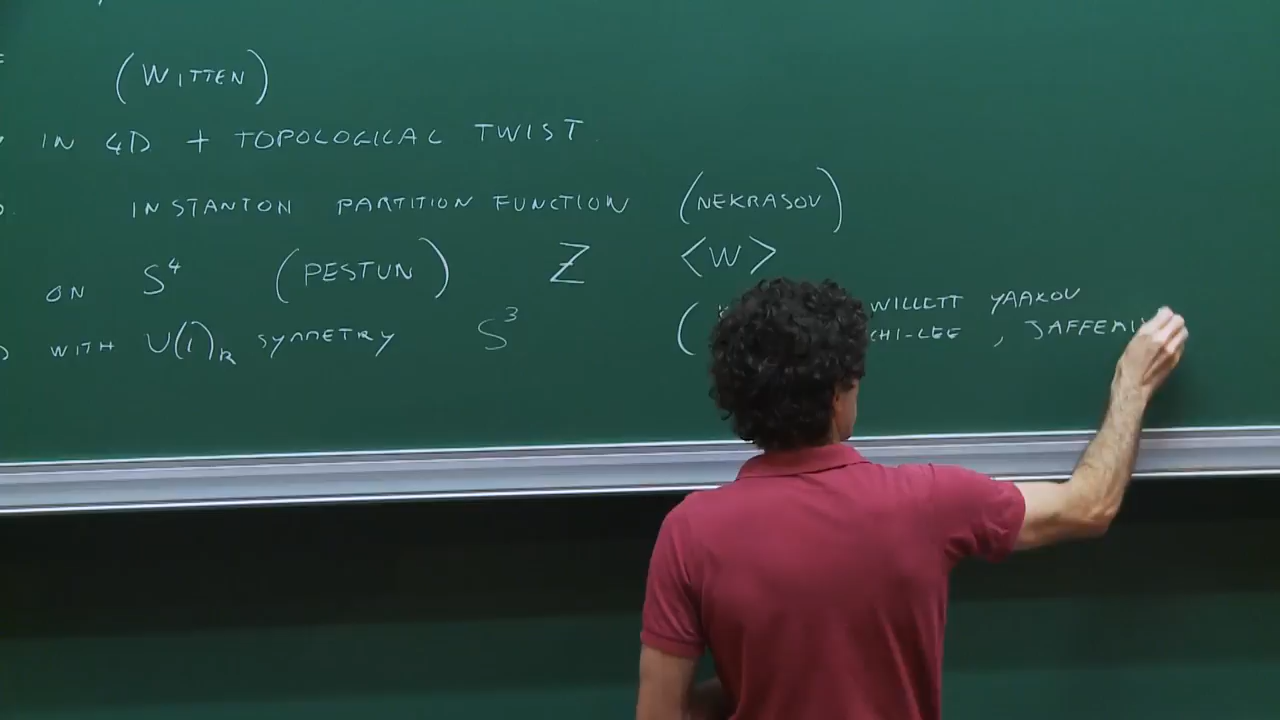 (WITTEN)
IN 4D + TOPOLOGICAL TWIST
INSTANTON PARTITION FUNCTION (NEKRASOV)
ON S⁴ (PESTUN) Z <W>
WILLETT YAAKOV
WITH U(1)_R SYMMETRY S³ ( CHI-LEE ,